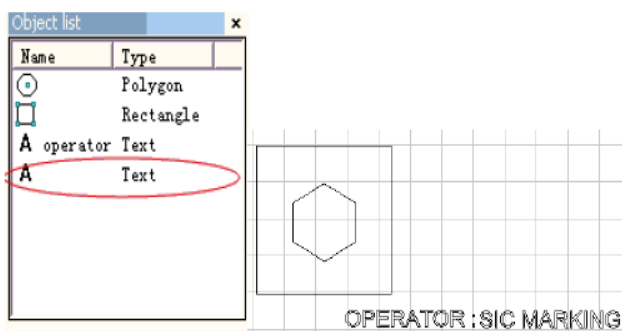 Object list
Name Type
Polygon
Rectangle
A operator Text
A Text
OPERATOR : SIC MARKING